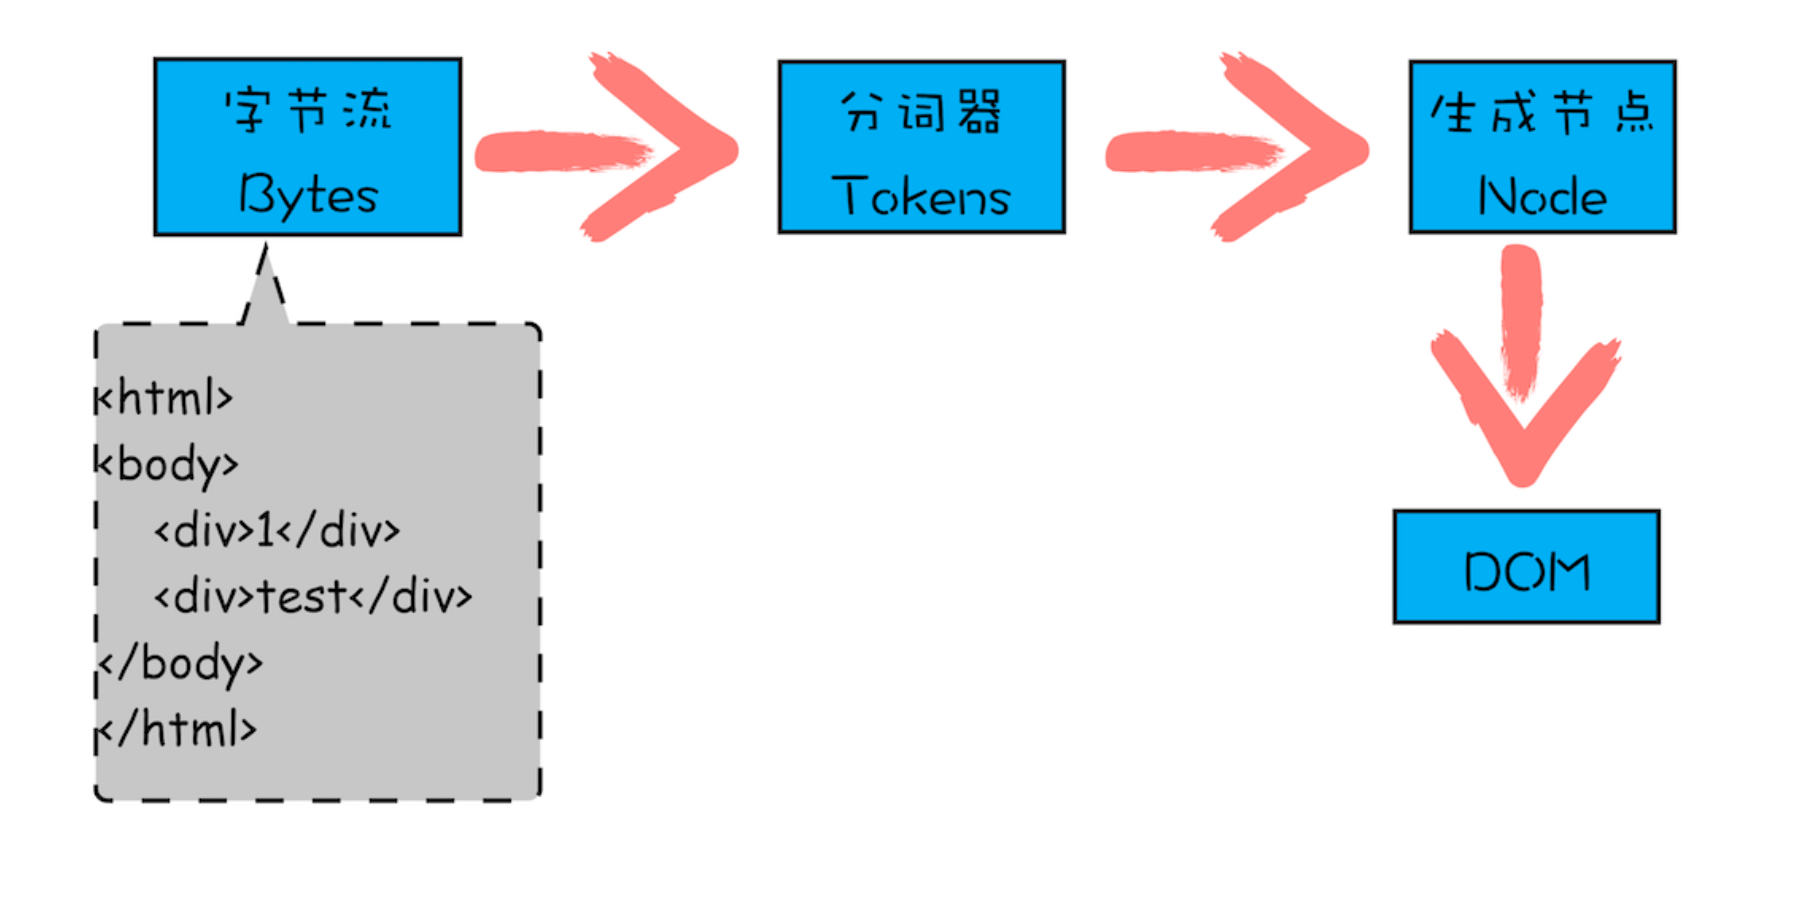 字节流
Bytes
分词器
Tokens
生成节点
Node
<html>
<body>
    <div>1</div>
    <div>test</div>
</body>
</html>
DOM